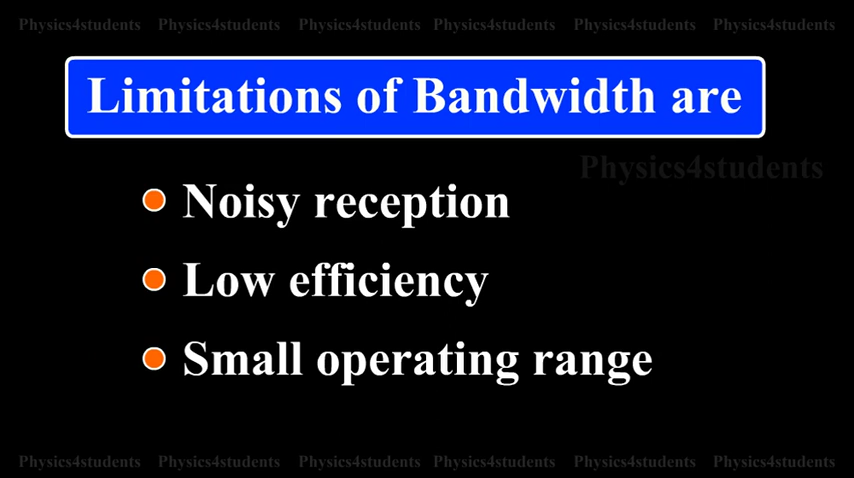 Physics4students Physics4students Physics4students Physics4students Physics4students Physics4students
Limitations of Bandwidth are
Physics4students
Noisy reception
Low efficiency
Small operating range
Physics4students Physics4students Physics4students Physics4students Physics4students Physics4students